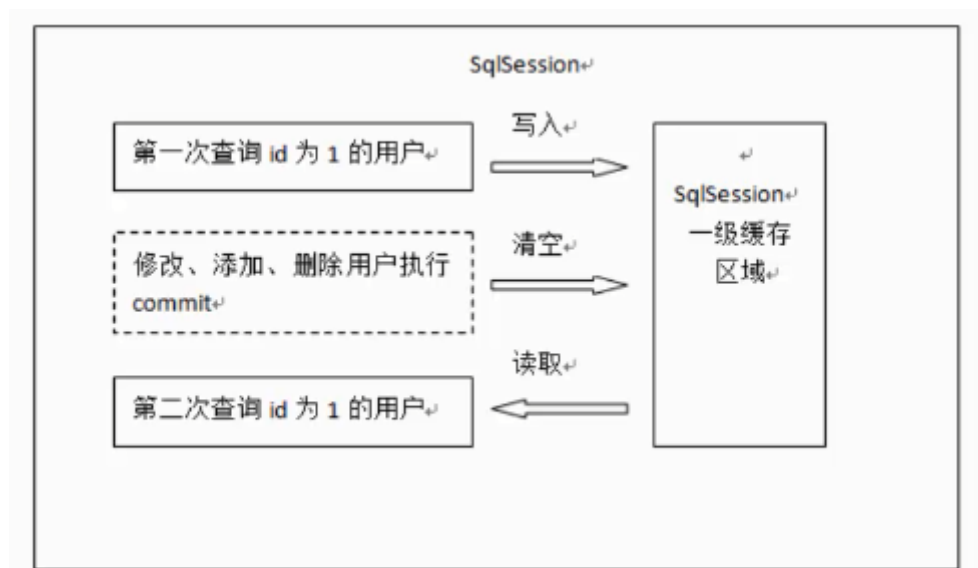 SqlSession↵
第一次查询 id 为 1 的用户↵
写入↵
修改、添加、删除用户执行
commit↵
清空↵
第二次查询 id 为 1 的用户↵
读取↵
↵
SqlSession↵
一级缓存
区域↵